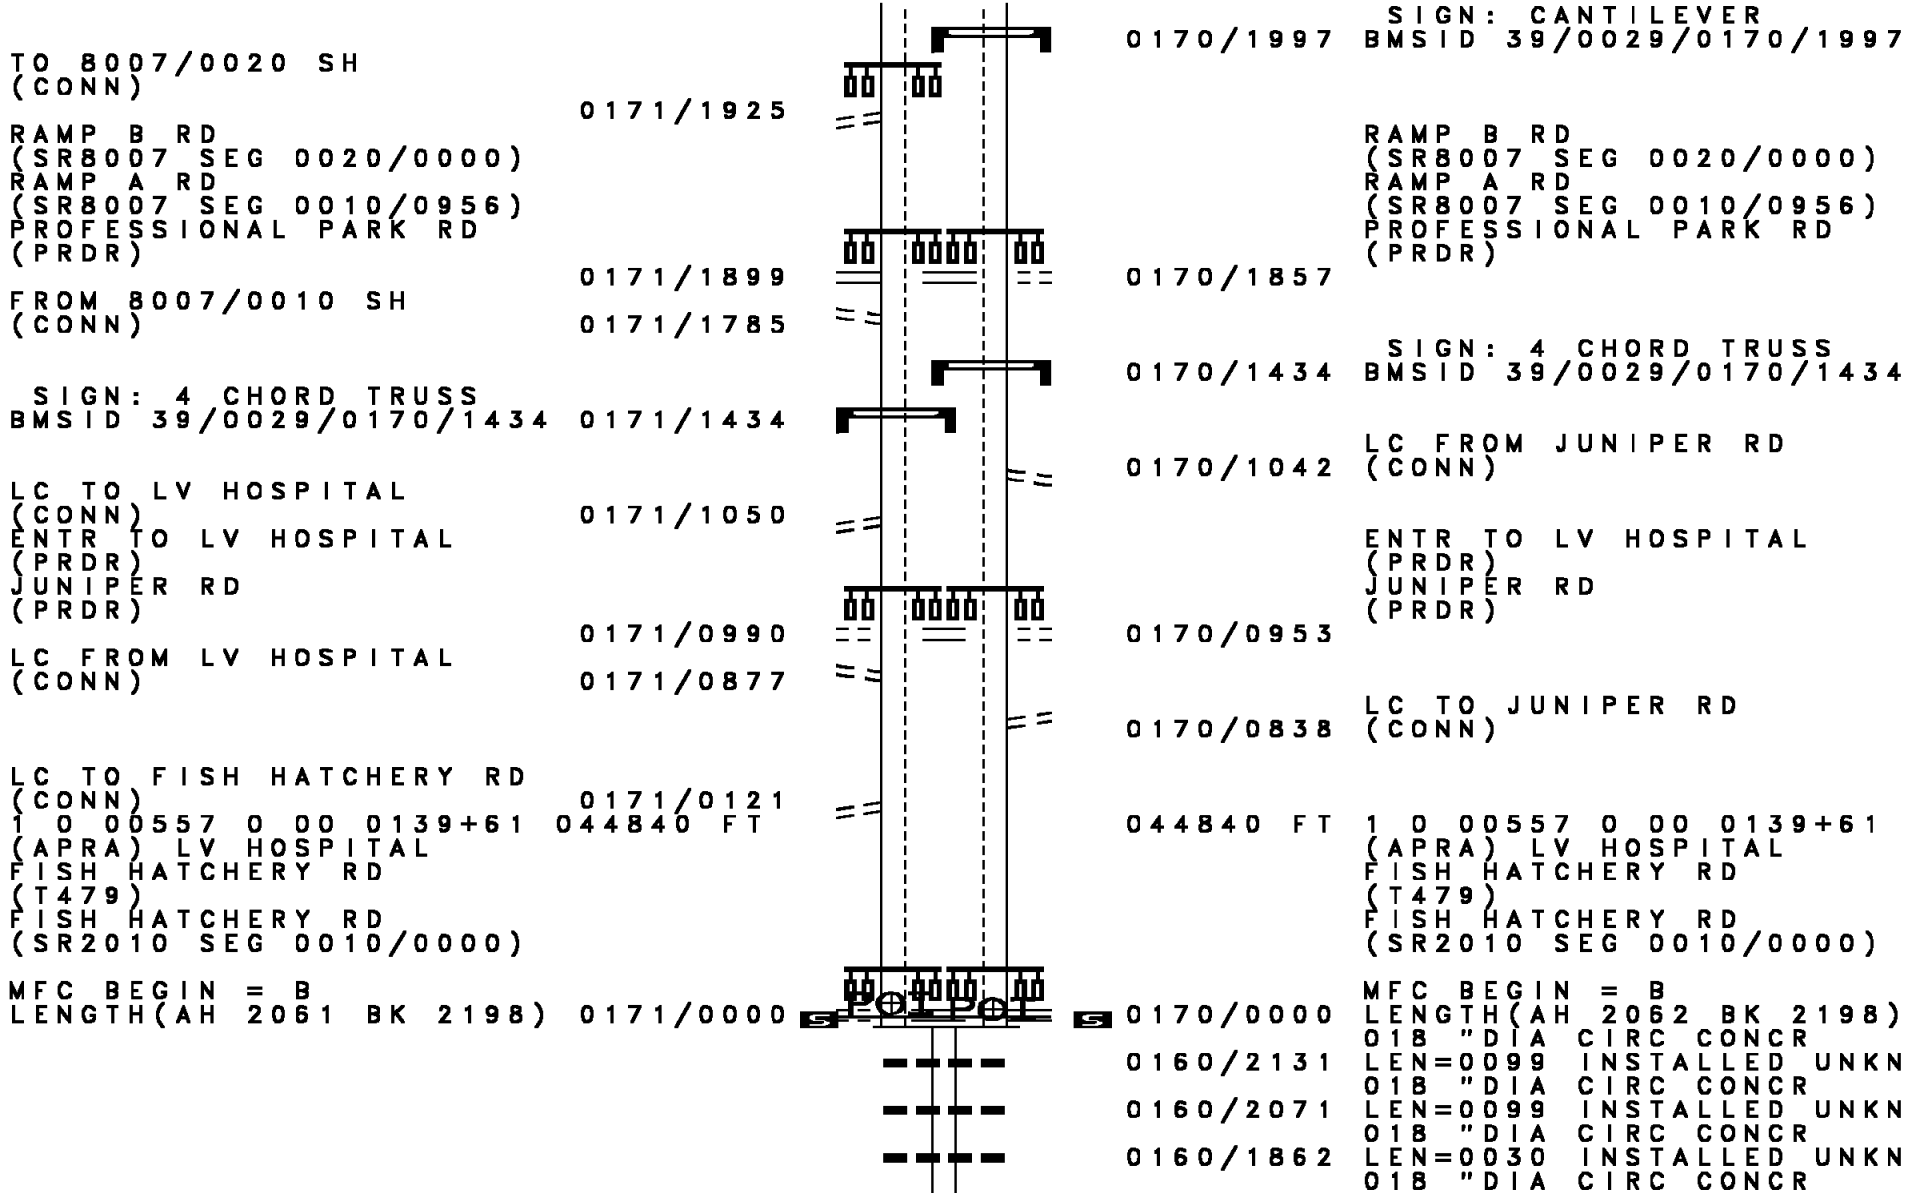 SIGN: CANTILEVER
0170/1997 BMSID 39/0029/0170/1997
TO 8007/0020 SH
(CONN)
0171/1925
RAMP B RD
(SR8007 SEG 0020/0000)
RAMP A RD
(SR8007 SEG 0010/0956)
PROFESSIONAL PARK RD
(PRDR)
RAMP B RD
(SR8007 SEG 0020/0000)
RAMP A RD
(SR8007 SEG 0010/0956)
PROFESSIONAL PARK RD
(PRDR)
0171/1899
0170/1857
FROM 8007/0010 SH
(CONN) 0171/1785
SIGN: 4 CHORD TRUSS
0170/1434 BMSID 39/0029/0170/1434
SIGN: 4 CHORD TRUSS
BMSID 39/0029/0170/1434 0171/1434
LC FROM JUNIPER RD
0170/1042 (CONN)
LC TO LV HOSPITAL
(CONN) 0171/1050
ENTR TO LV HOSPITAL
(PRDR)
JUNIPER RD
(PRDR)
ENTR TO LV HOSPITAL
(PRDR)
JUNIPER RD
(PRDR)
0171/0990
0170/0953
LC FROM LV HOSPITAL
(CONN) 0171/0877
LC TO JUNIPER RD
0170/0838 (CONN)
LC TO FISH HATCHERY RD
(CONN) 0171/0121
1 0 00557 0 00 0139+61 044840 FT
(APRA) LV HOSPITAL
FISH HATCHERY RD
(T479)
FISH HATCHERY RD
(SR2010 SEG 0010/0000)
044840 FT 1 0 00557 0 00 0139+61
(APRA) LV HOSPITAL
FISH HATCHERY RD
(T479)
FISH HATCHERY RD
(SR2010 SEG 0010/0000)
MFC BEGIN = B
LENGTH(AH 2061 BK 2198) 0171/0000 S
POT POT
MFC BEGIN = B
S 0170/0000 LENGTH(AH 2062 BK 2198)
018 "DIA CIRC CONCR
0160/2131 LEN=0099 INSTALLED UNKN
018 "DIA CIRC CONCR
0160/2071 LEN=0099 INSTALLED UNKN
018 "DIA CIRC CONCR
0160/1862 LEN=0030 INSTALLED UNKN
018 "DIA CIRC CONCR